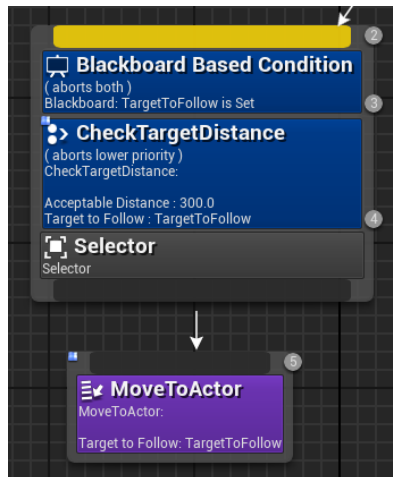 2
Blackboard Based Condition
( aborts both )
Blackboard: TargetToFollow is Set
3
CheckTargetDistance
( aborts lower priority )
CheckTargetDistance:
Acceptable Distance : 300.0
Target to Follow : TargetToFollow
4
Selector
Selector
5
MoveToActor
MoveToActor:
Target to Follow: TargetToFollow